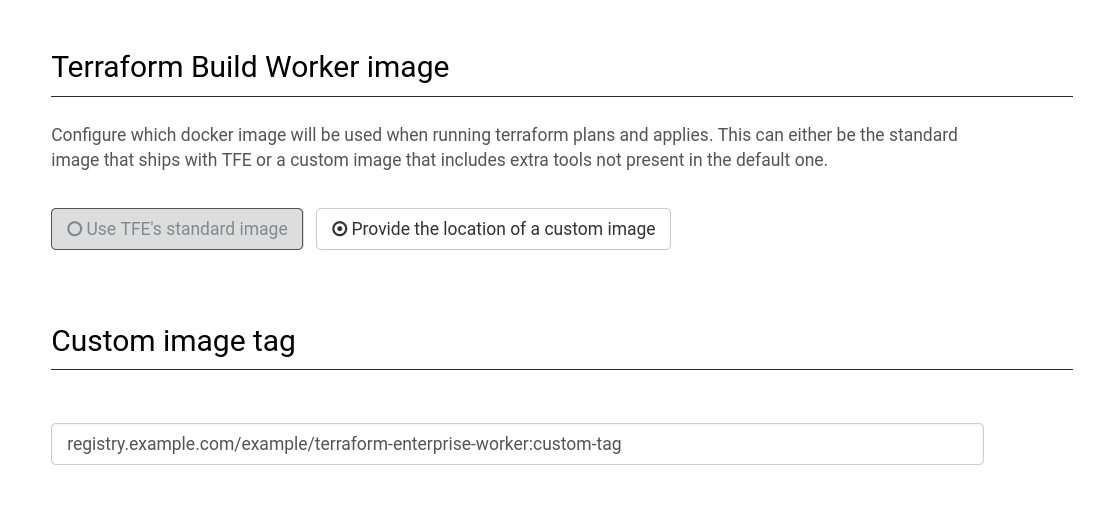 Terraform Build Worker image
Configure which docker image will be used when running terraform plans and applies. This can either be the standard
image that ships with TFE or a custom image that includes extra tools not present in the default one.
Use TFE's standard image
Provide the location of a custom image
Custom image tag
registry.example.com/example/terraform-enterprise-worker:custom-tag